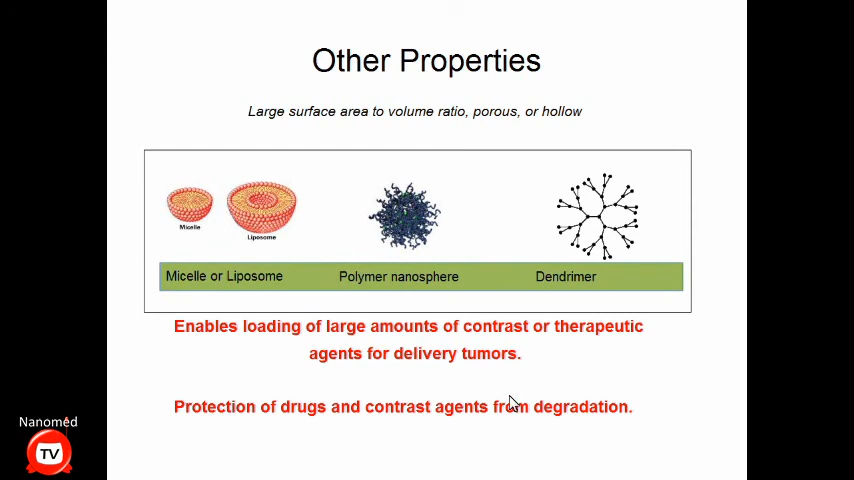 Other Properties
Large surface area to volume ratio, porous, or hollow
Micelle
Liposome
Micelle or Liposome
Polymer nanosphere
Dendrimer
Enables loading of large amounts of contrast or therapeutic
agents for delivery tumors.
Protection of drugs and contrast agents from degradation.
Nanomed
TV